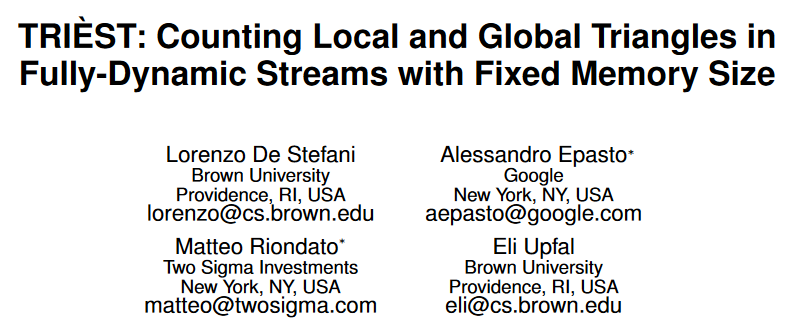 TRIÈST: Counting Local and Global Triangles in
Fully-Dynamic Streams with Fixed Memory Size
Lorenzo De Stefani
Brown University
Providence, RI, USA
lorenzo@cs.brown.edu
Alessandro Epasto*
Google
New York, NY, USA
aepasto@google.com
Matteo Riondato*
Two Sigma Investments
New York, NY, USA
matteo@twosigma.com
Eli Upfal
Brown University
Providence, RI, USA
eli@cs.brown.edu